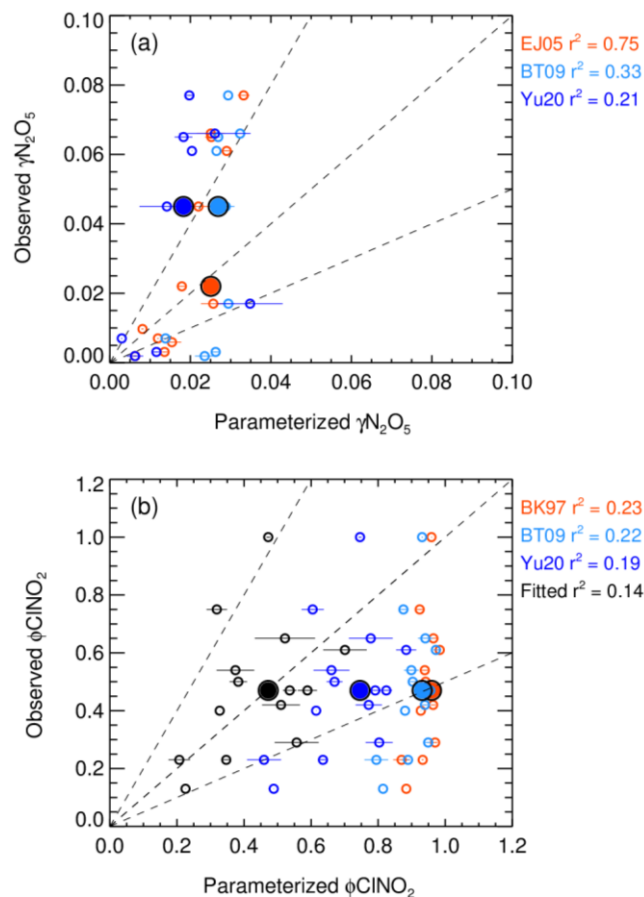 (a)
EJ05 r² = 0.75
BT09 r² = 0.33
Yu20 r² = 0.21
Observed γN₂O₅
0.10
0.08
0.06
0.04
0.02
0.00
0.00 0.02 0.04 0.06 0.08 0.10
Parameterized γN₂O₅
(b)
BK97 r² = 0.23
BT09 r² = 0.22
Yu20 r² = 0.19
Fitted r² = 0.14
Observed ϕClNO₂
1.2
1.0
0.8
0.6
0.4
0.2
0.0
0.0 0.2 0.4 0.6 0.8 1.0 1.2
Parameterized ϕClNO₂